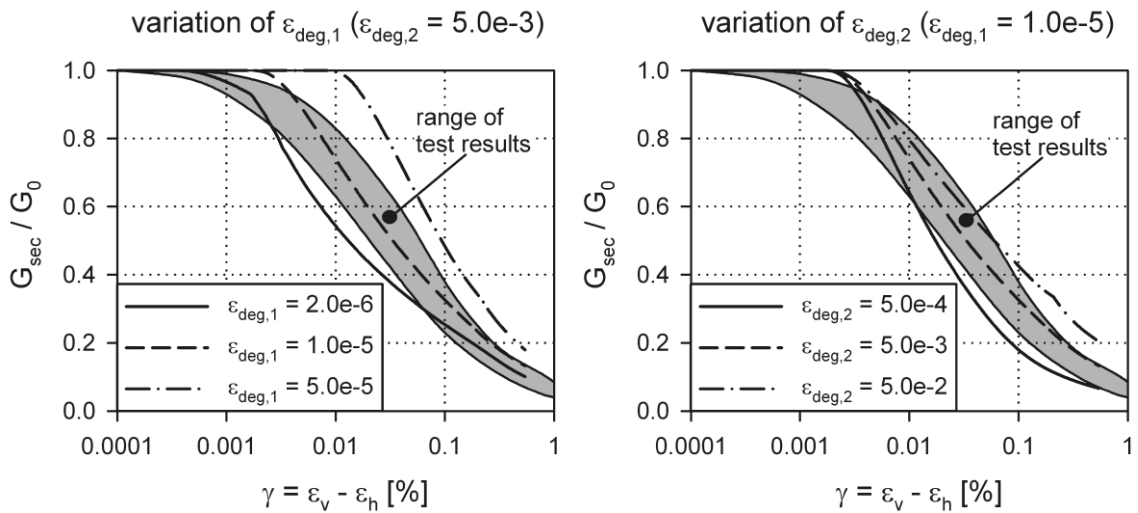 variation of ε_deg,1 (ε_deg,2 = 5.0e-3)
1.0
0.8
0.6
0.4
0.2
0.0
G_sec / G_0
range of
test results
ε_deg,1 = 2.0e-6
ε_deg,1 = 1.0e-5
ε_deg,1 = 5.0e-5
0.0001 0.001 0.01 0.1 1
γ = ε_v - ε_h [%]
variation of ε_deg,2 (ε_deg,1 = 1.0e-5)
1.0
0.8
0.6
0.4
0.2
0.0
G_sec / G_0
range of
test results
ε_deg,2 = 5.0e-4
ε_deg,2 = 5.0e-3
ε_deg,2 = 5.0e-2
0.0001 0.001 0.01 0.1 1
γ = ε_v - ε_h [%]